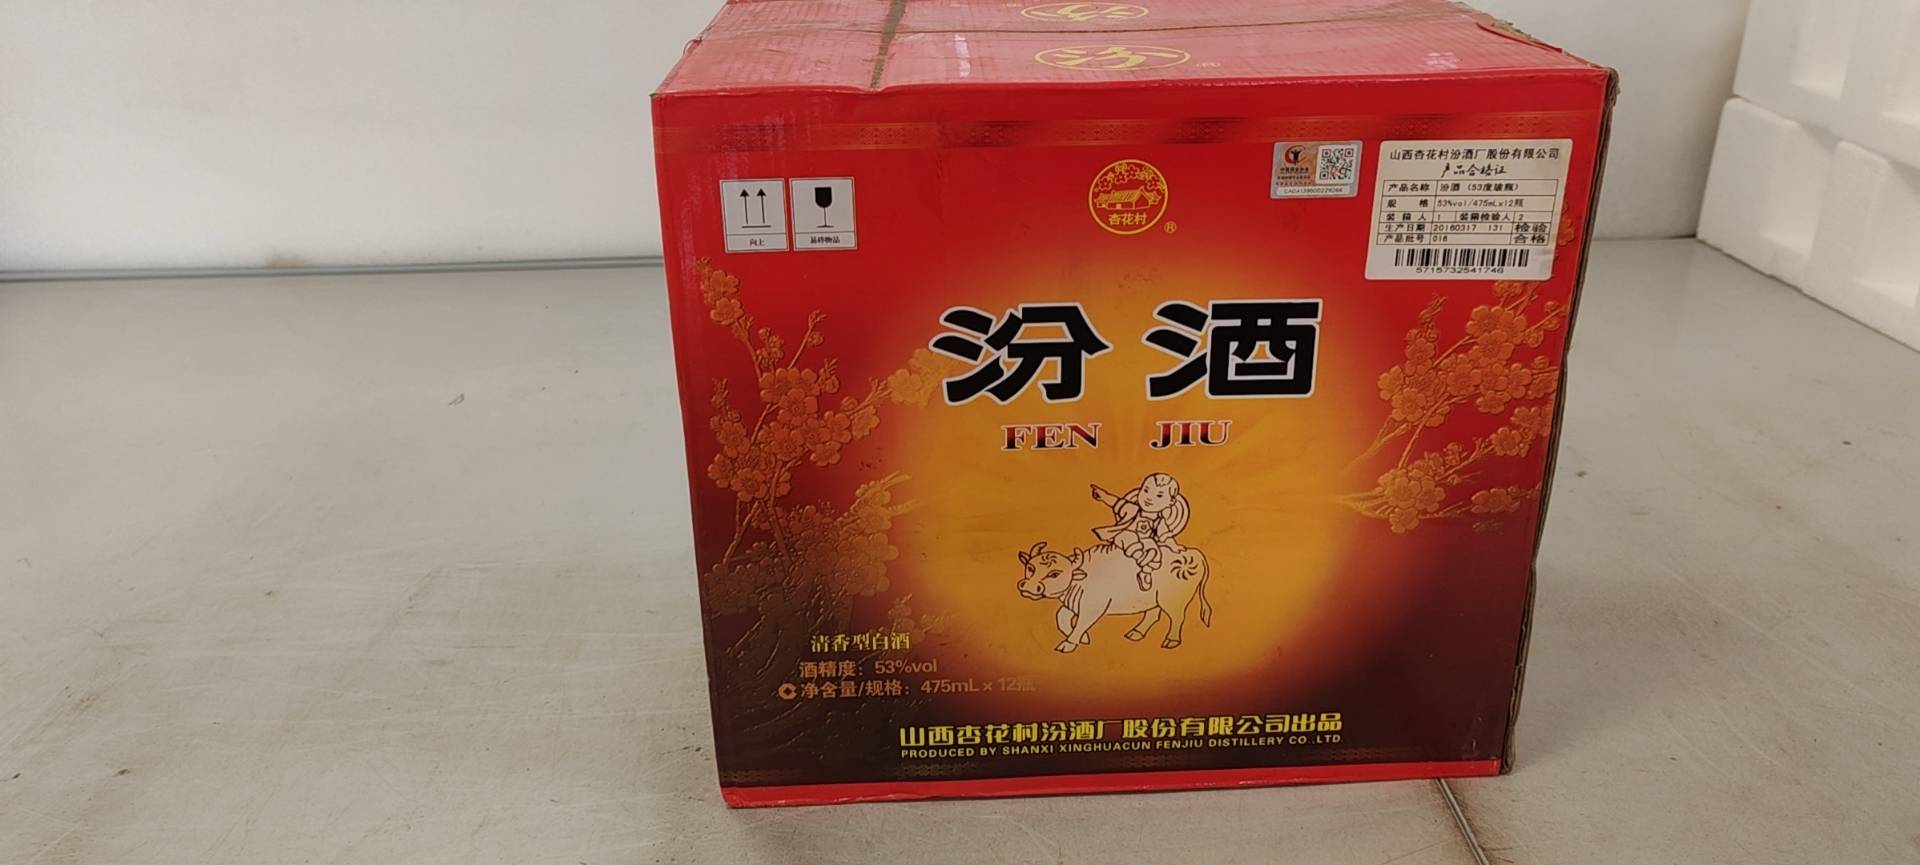 汾
汾
®
杏花村
®
CADA139500229266
山西杏花村汾酒厂股份有限公司
产品合格证
产品名称 汾酒（53度玻瓶）
规 格 53%vol/475mL×12瓶
装箱人 1 装箱检验人 2
生产日期 20160317 131 检验
产品批号 018 合格
5715732541746
向上
易碎物品
汾酒
FEN JIU
清香型白酒
酒精度：53%vol
净含量/规格：475mL×12瓶
山西杏花村汾酒厂股份有限公司出品
PRODUCED BY SHANXI XINGHUACUN FENJIU DISTILLERY CO.,LTD.